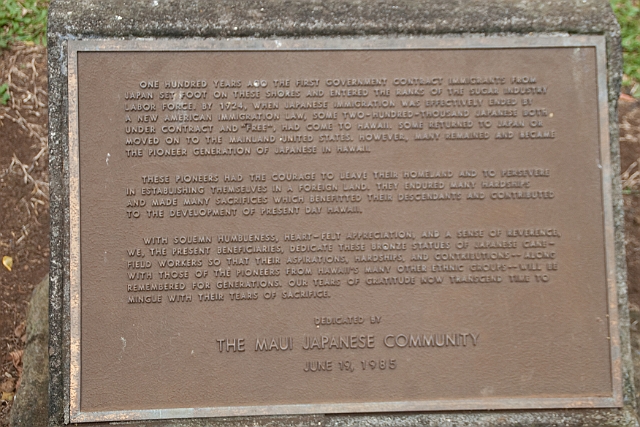 ONE HUNDRED YEARS AGO THE FIRST GOVERNMENT CONTRACT IMMIGRANTS FROM
JAPAN SET FOOT ON THESE SHORES AND ENTERED THE RANKS OF THE SUGAR INDUSTRY
LABOR FORCE. BY 1924, WHEN JAPANESE IMMIGRATION WAS EFFECTIVELY ENDED BY
A NEW AMERICAN IMMIGRATION LAW, SOME TWO-HUNDRED-THOUSAND JAPANESE BOTH
UNDER CONTRACT AND "FREE", HAD COME TO HAWAII. SOME RETURNED TO JAPAN OR
MOVED ON TO THE MAINLAND UNITED STATES. HOWEVER, MANY REMAINED AND BECAME
THE PIONEER GENERATION OF JAPANESE IN HAWAII.
THESE PIONEERS HAD THE COURAGE TO LEAVE THEIR HOMELAND AND TO PERSEVERE
IN ESTABLISHING THEMSELVES IN A FOREIGN LAND. THEY ENDURED MANY HARDSHIPS
AND MADE MANY SACRIFICES WHICH BENEFITTED THEIR DESCENDANTS AND CONTRIBUTED
TO THE DEVELOPMENT OF PRESENT DAY HAWAII.
WITH SOLEMN HUMBLENESS, HEART-FELT APPRECIATION, AND A SENSE OF REVERENCE,
WE, THE PRESENT BENEFICIARIES, DEDICATE THESE BRONZE STATUES OF JAPANESE CANE-
FIELD WORKERS SO THAT THEIR ASPIRATIONS, HARDSHIPS, AND CONTRIBUTIONS--ALONG
WITH THOSE OF THE PIONEERS FROM HAWAII'S MANY OTHER ETHNIC GROUPS--WILL BE
REMEMBERED FOR GENERATIONS. OUR TEARS OF GRATITUDE NOW TRANSCEND TIME TO
MINGLE WITH THEIR TEARS OF SACRIFICE.
DEDICATED BY
THE MAUI JAPANESE COMMUNITY
JUNE 19, 1985